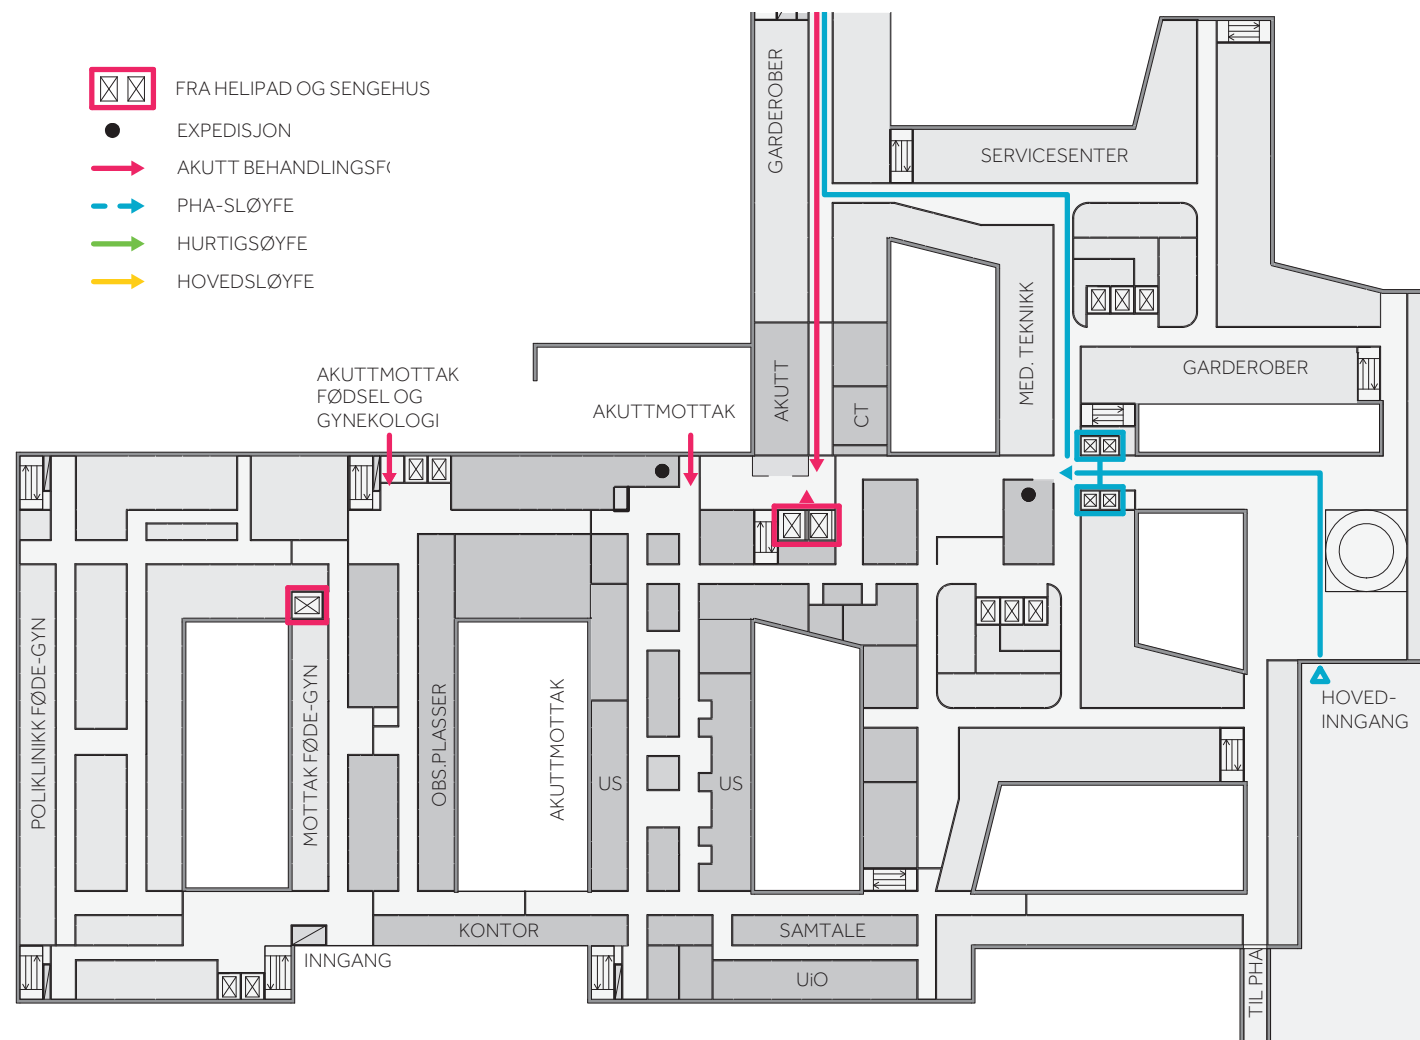 FRA HELIPAD OG SENGEHUS
EXPEDISJON
AKUTT BEHANDLINGSF
PHA-SLØYFE
HURTIGSØYFE
HOVEDSLØYFE
GARDEROBER
SERVICESENTER
AKUTTMOTTAK
FØDSEL OG
GYNEKOLOGI
AKUTTMOTTAK
AKUTT
CT
MED. TEKNIKK
GARDEROBER
POLIKLINIKK FØDE-GYN
MOTTAK FØDE-GYN
OBS.PLASSER
AKUTTMOTTAK
US
US
HOVED-
INNGANG
KONTOR
SAMTALE
INNGANG
UiO
TIL PHA